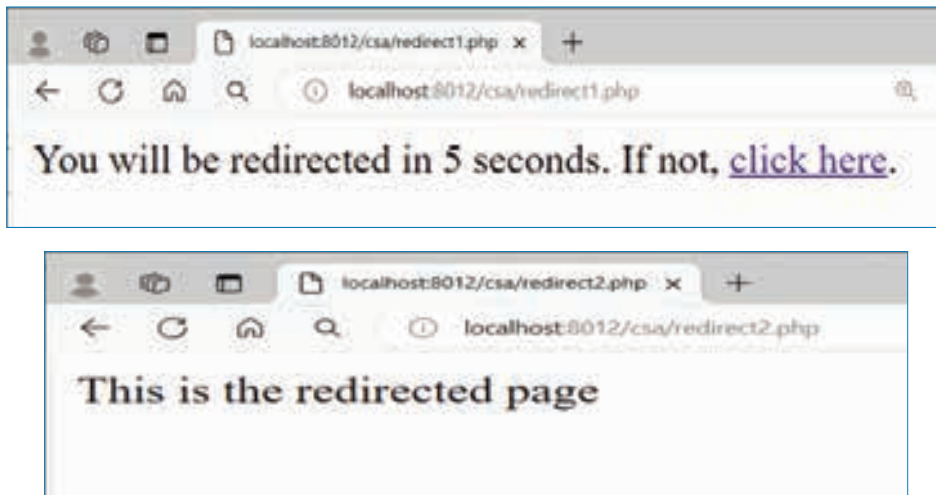 localhost:8012/csa/redirect1.php
localhost:8012/csa/redirect1.php
You will be redirected in 5 seconds. If not, click here.
localhost:8012/csa/redirect2.php
localhost:8012/csa/redirect2.php
This is the redirected page